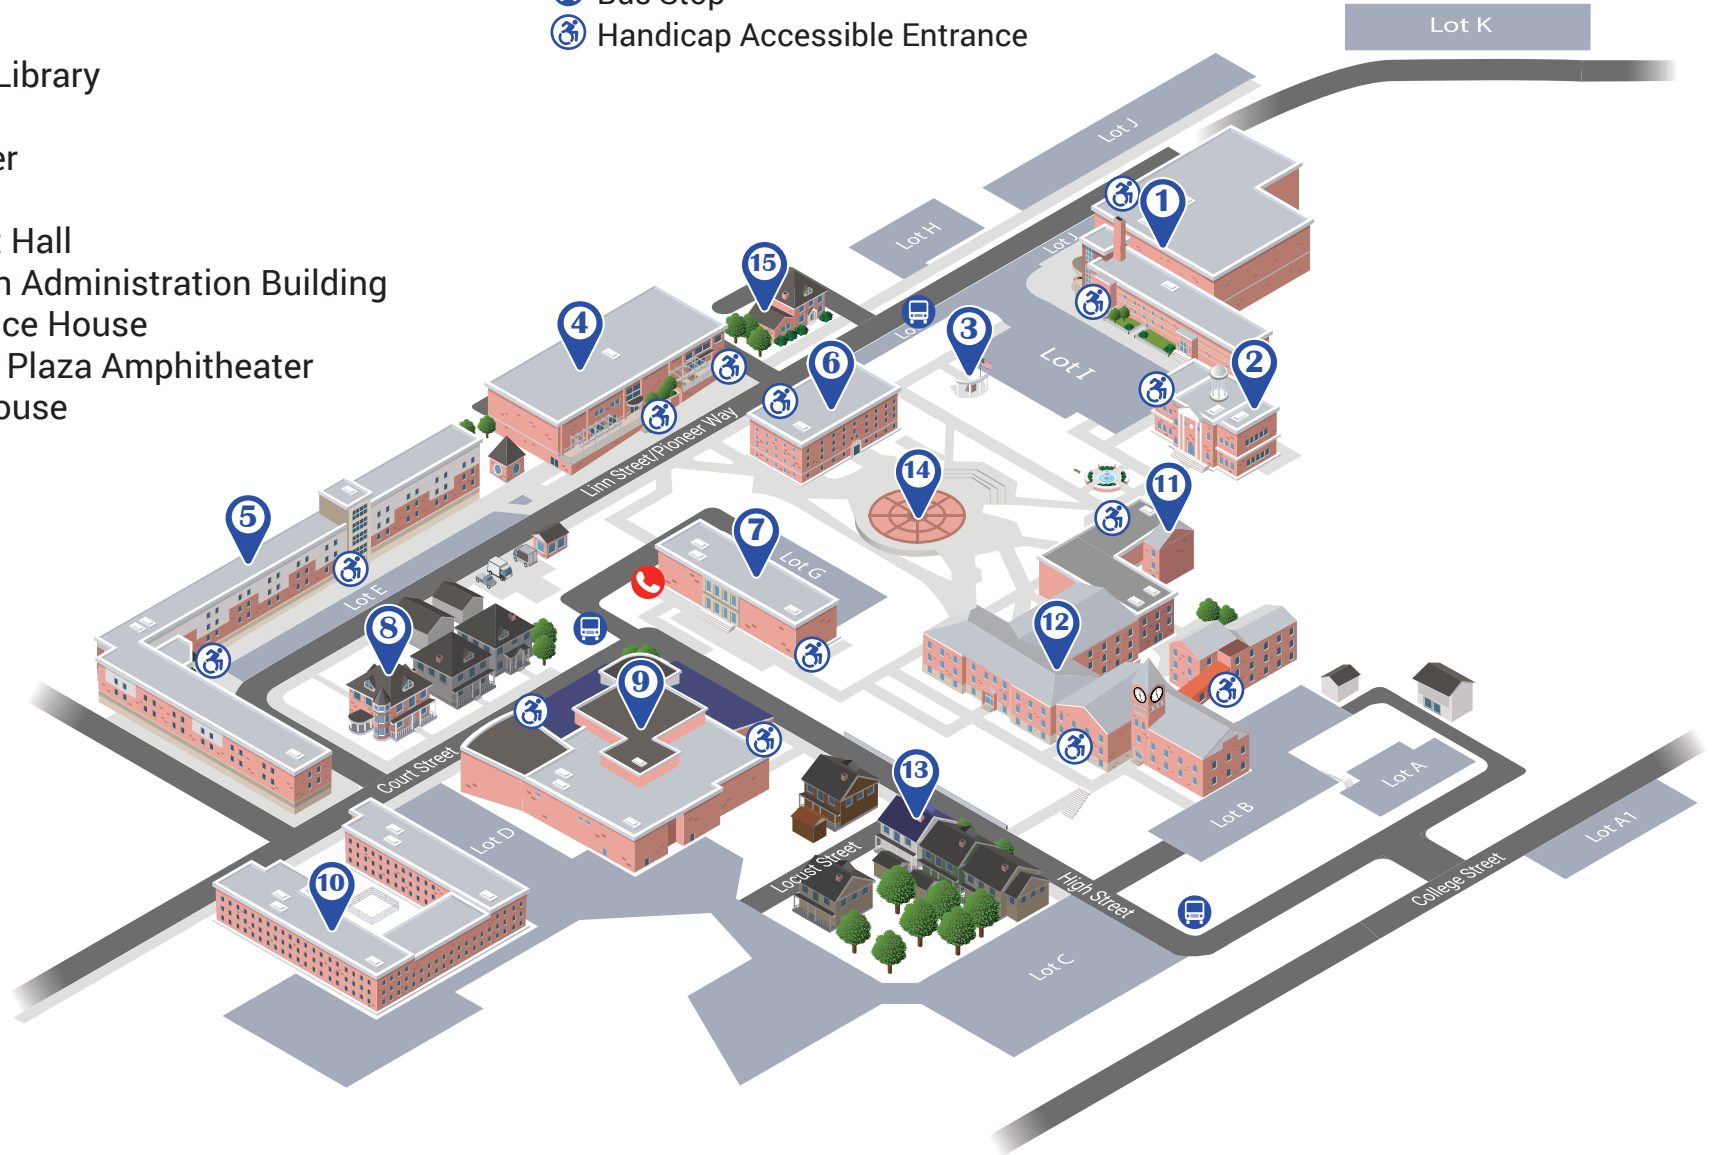 Bus Stop
Handicap Accessible Entrance
Library
er
t Hall
n Administration Building
ce House
Plaza Amphitheater
ouse
Lot K
Lot J
Lot H
Lot J
Lo
Lot I
1
2
3
4
5
6
7
8
9
10
11
12
13
14
15
Linn Street/Pioneer Way
Lot G
Lot E
Court Street
Lot D
Locust Street
High Street
Lot C
Lot B
Lot A
Lot A1
College Street